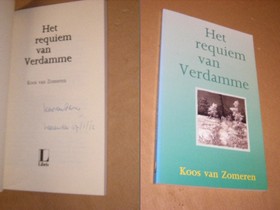 Het
requiem
van
Verdamme
Koos van Zomeren
L
Het
requiem
van
Verdamme
Koos van Zomeren